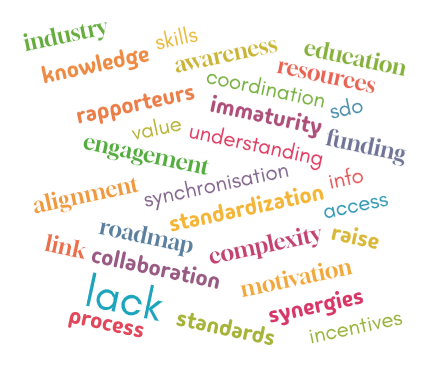 industry
skills
knowledge
awareness
education
resources
coordination
rapporteurs
immaturity
sdo
value
understanding
funding
engagement
alignment
synchronisation
info
standardization
access
roadmap
link
collaboration
complexity
raise
lack
motivation
synergies
process
standards
incentives